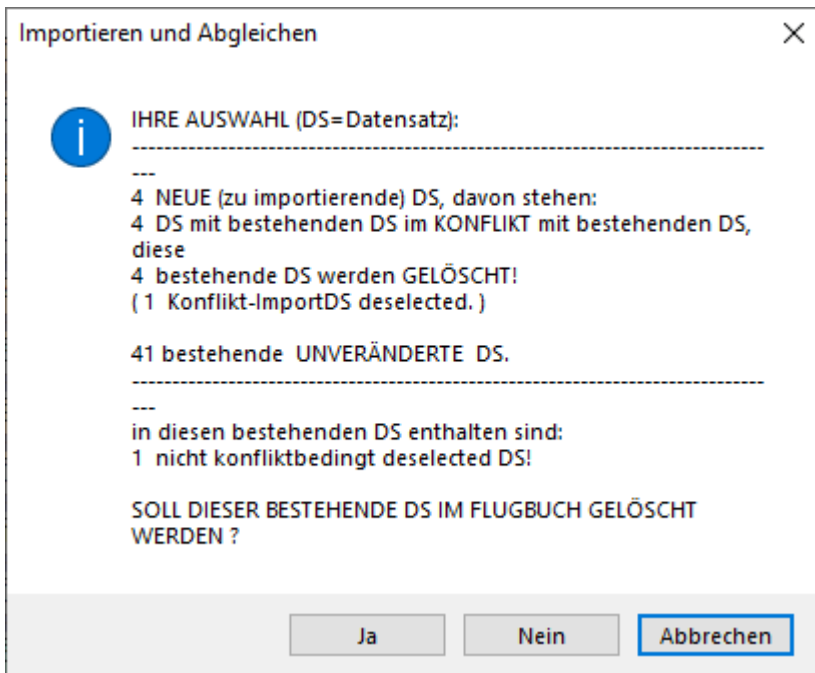 Importieren und Abgleichen
IHRE AUSWAHL (DS=Datensatz):
-------------------------------------------------------------------------------
---
4  NEUE (zu importierende) DS, davon stehen:
4  DS mit bestehenden DS im KONFLIKT mit bestehenden DS,
diese
4  bestehende DS werden GELÖSCHT!
( 1  Konflikt-ImportDS deselected. )
41 bestehende  UNVERÄNDERTE  DS.
-------------------------------------------------------------------------------
---
in diesen bestehenden DS enthalten sind:
1  nicht konfliktbedingt deselected DS!
SOLL DIESER BESTEHENDE DS IM FLUGBUCH GELÖSCHT
WERDEN ?
Ja
Nein
Abbrechen